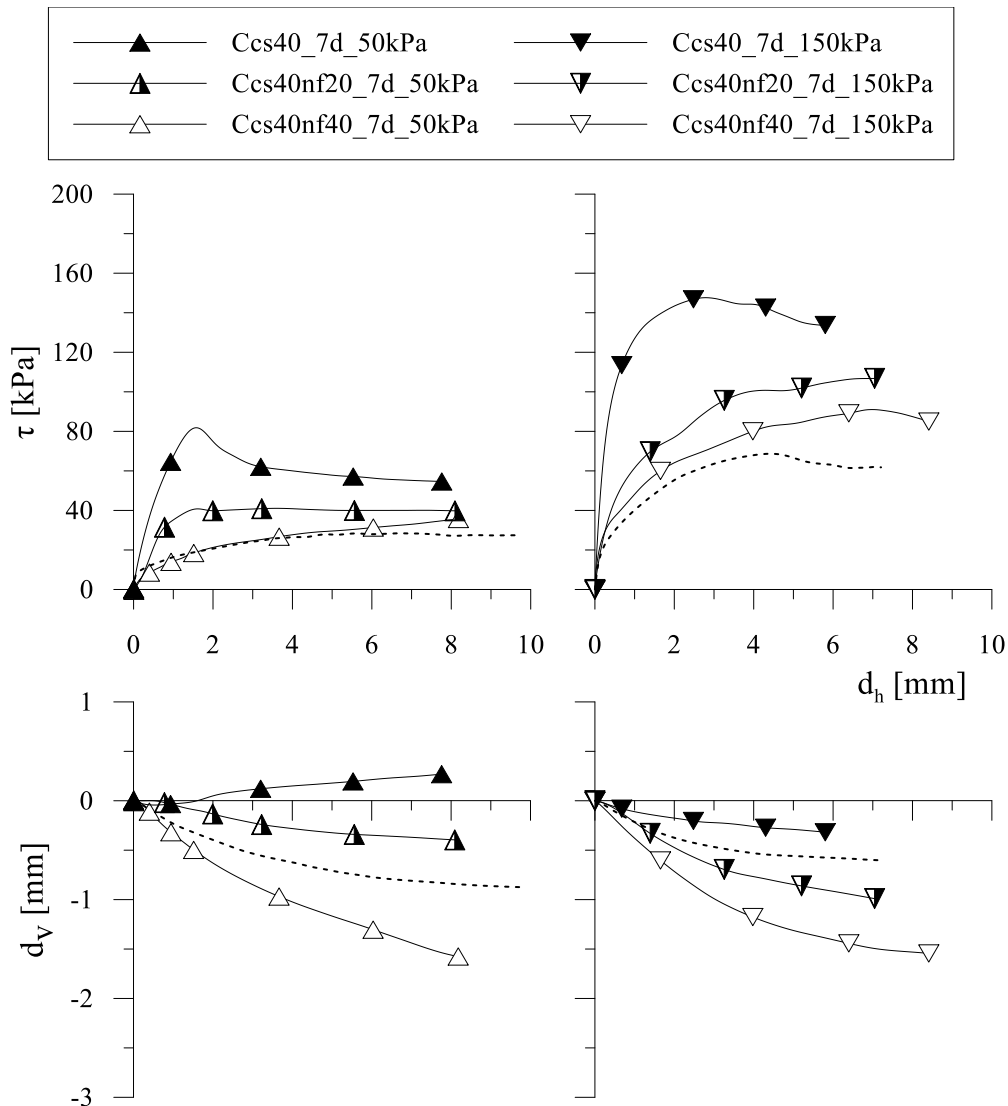 Ccs40_7d_50kPa Ccs40_7d_150kPa
Ccs40nf20_7d_50kPa Ccs40nf20_7d_150kPa
Ccs40nf40_7d_50kPa Ccs40nf40_7d_150kPa
200
160
120
80
40
0
τ [kPa]
0 2 4 6 8 10 0 2 4 6 8 10
d_h [mm]
1
0
-1
-2
-3
d_V [mm]